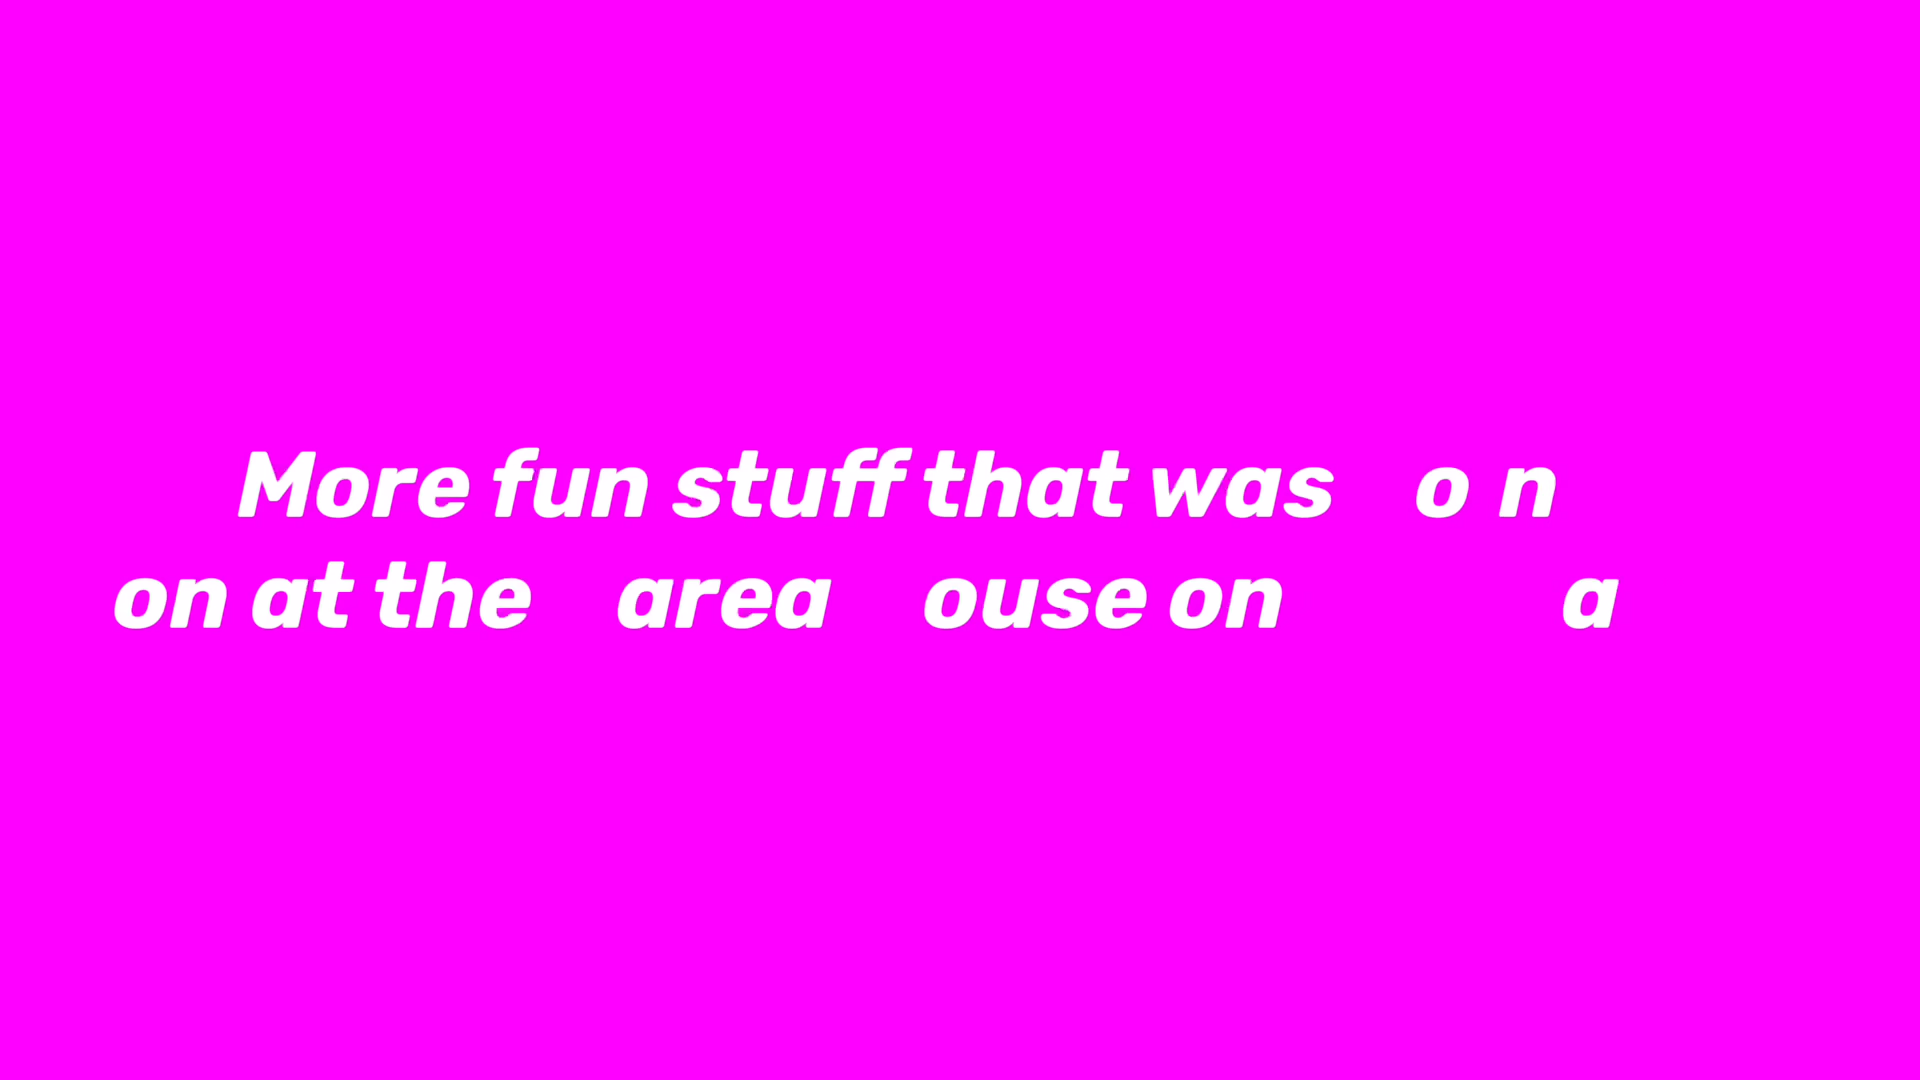 More fun stuff that was o n
on at the area ouse on a